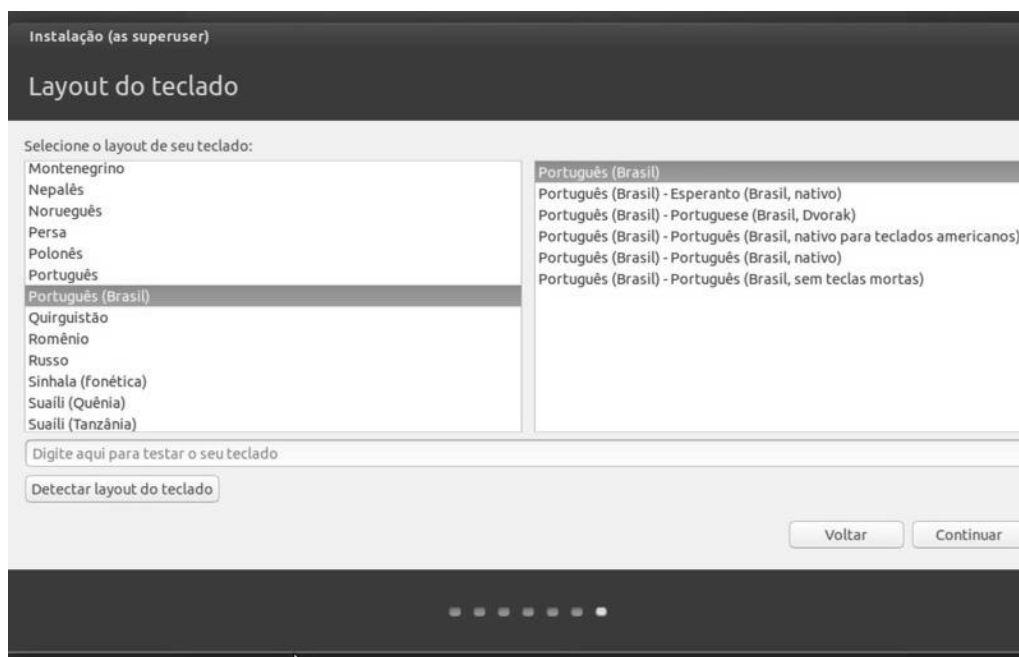 Instalação (as superuser)
Layout do teclado
Selecione o layout de seu teclado:
Montenegrino
Nepalês
Norueguês
Persa
Polonês
Português
Português (Brasil)
Quirguistão
Romênio
Russo
Sinhala (fonética)
Suaíli (Quênia)
Suaíli (Tanzânia)
Português (Brasil)
Português (Brasil) - Esperanto (Brasil, nativo)
Português (Brasil) - Portuguese (Brasil, Dvorak)
Português (Brasil) - Português (Brasil, nativo para teclados americanos)
Português (Brasil) - Português (Brasil, nativo)
Português (Brasil) - Português (Brasil, sem teclas mortas)
Digite aqui para testar o seu teclado
Detectar layout do teclado
Voltar
Continuar